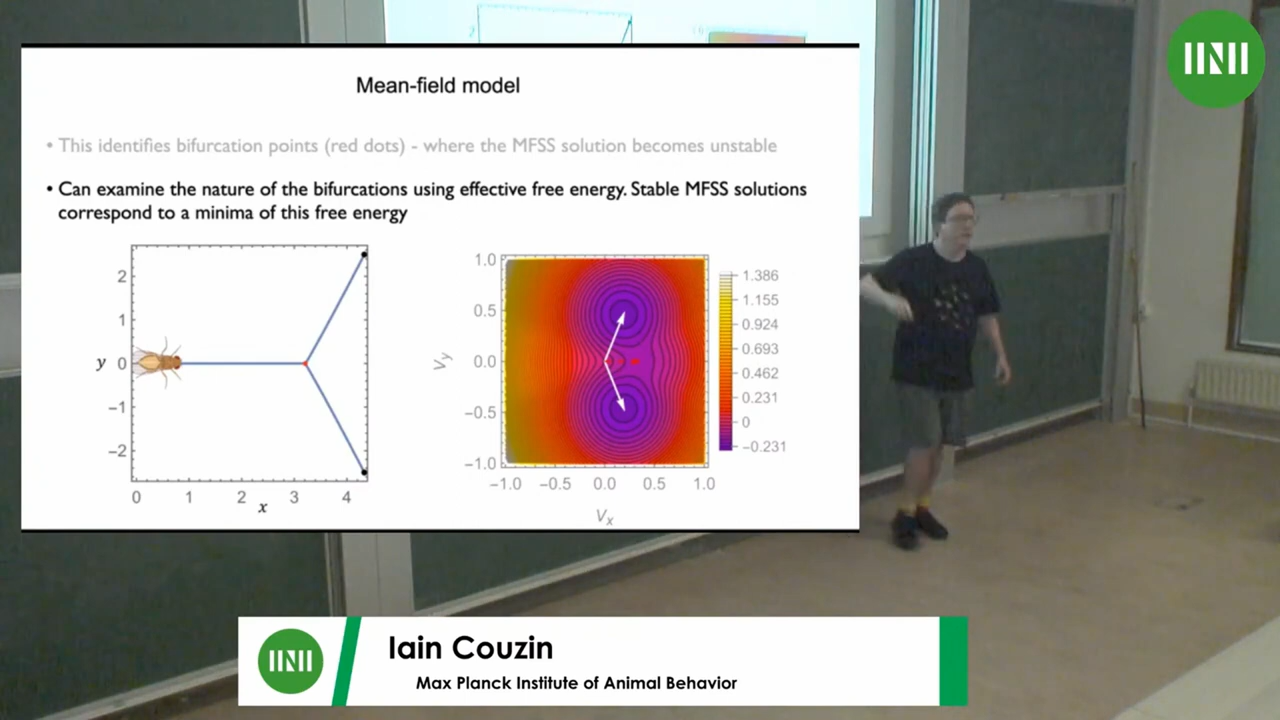 Mean-field model
• This identifies bifurcation points (red dots) - where the MFSS solution becomes unstable
• Can examine the nature of the bifurcations using effective free energy. Stable MFSS solutions
correspond to a minima of this free energy
2
1
y 0
−1
−2
0 1 2 3 4
x
1.0
0.5
Vy 0.0
−0.5
−1.0
−1.0 −0.5 0.0 0.5 1.0
Vx
1.386
1.155
0.924
0.693
0.462
0.231
0
−0.231
IINII
IINII
Iain Couzin
Max Planck Institute of Animal Behavior